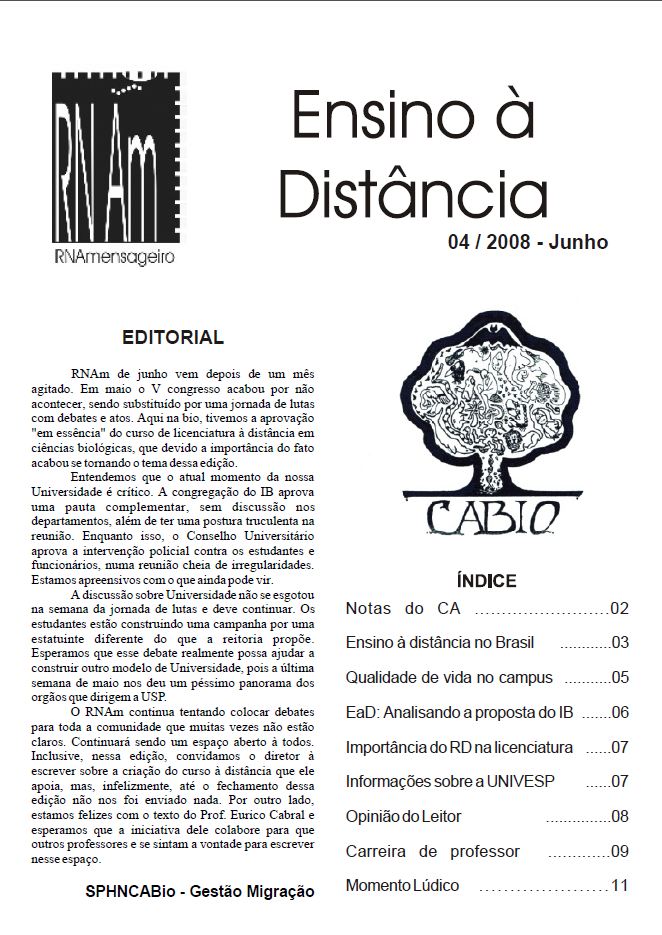 RNAm
RNAmensageiro
Ensino à
Distância
04 / 2008 - Junho
EDITORIAL
RNAm de junho vem depois de um mês
agitado. Em maio o V congresso acabou por não
acontecer, sendo substituído por uma jornada de lutas
com debates e atos. Aqui na bio, tivemos a aprovação
"em essência" do curso de licenciatura à distância em
ciências biológicas, que devido a importância do fato
acabou se tornando o tema dessa edição.
Entendemos que o atual momento da nossa
Universidade é crítico. A congregação do IB aprova
uma pauta complementar, sem discussão nos
departamentos, além de ter uma postura truculenta na
reunião. Enquanto isso, o Conselho Universitário
aprova a intervenção policial contra os estudantes e
funcionários, numa reunião cheia de irregularidades.
Estamos apreensivos com o que ainda pode vir.
A discussão sobre Universidade não se esgotou
na semana da jornada de lutas e deve continuar. Os
estudantes estão construindo uma campanha por uma
estatuinte diferente do que a reitoria propõe.
Esperamos que esse debate realmente possa ajudar a
construir outro modelo de Universidade, pois a última
semana de maio nos deu um péssimo panorama dos
orgãos que dirigem a USP.
O RNAm continua tentando colocar debates
para toda a comunidade que muitas vezes não estão
claros. Continuará sendo um espaço aberto à todos.
Inclusive, nessa edição, convidamos o diretor à
escrever sobre a criação do curso à distância que ele
apoia, mas, infelizmente, até o fechamento dessa
edição não nos foi enviado nada. Por outro lado,
estamos felizes com o texto do Prof. Eurico Cabral e
esperamos que a iniciativa dele colabore para que
outros professores e se sintam a vontade para escrever
nesse espaço.
SPHNCABio - Gestão Migração
CABIO
ÍNDICE
Notas do CA ........................02
Ensino à distância no Brasil ............03
Qualidade de vida no campus ...........05
EaD: Analisando a proposta do IB .......06
Importância do RD na licenciatura ......07
Informações sobre a UNIVESP ......07
Opinião do Leitor ...............08
Carreira de professor .............09
Momento Lúdico .....................11